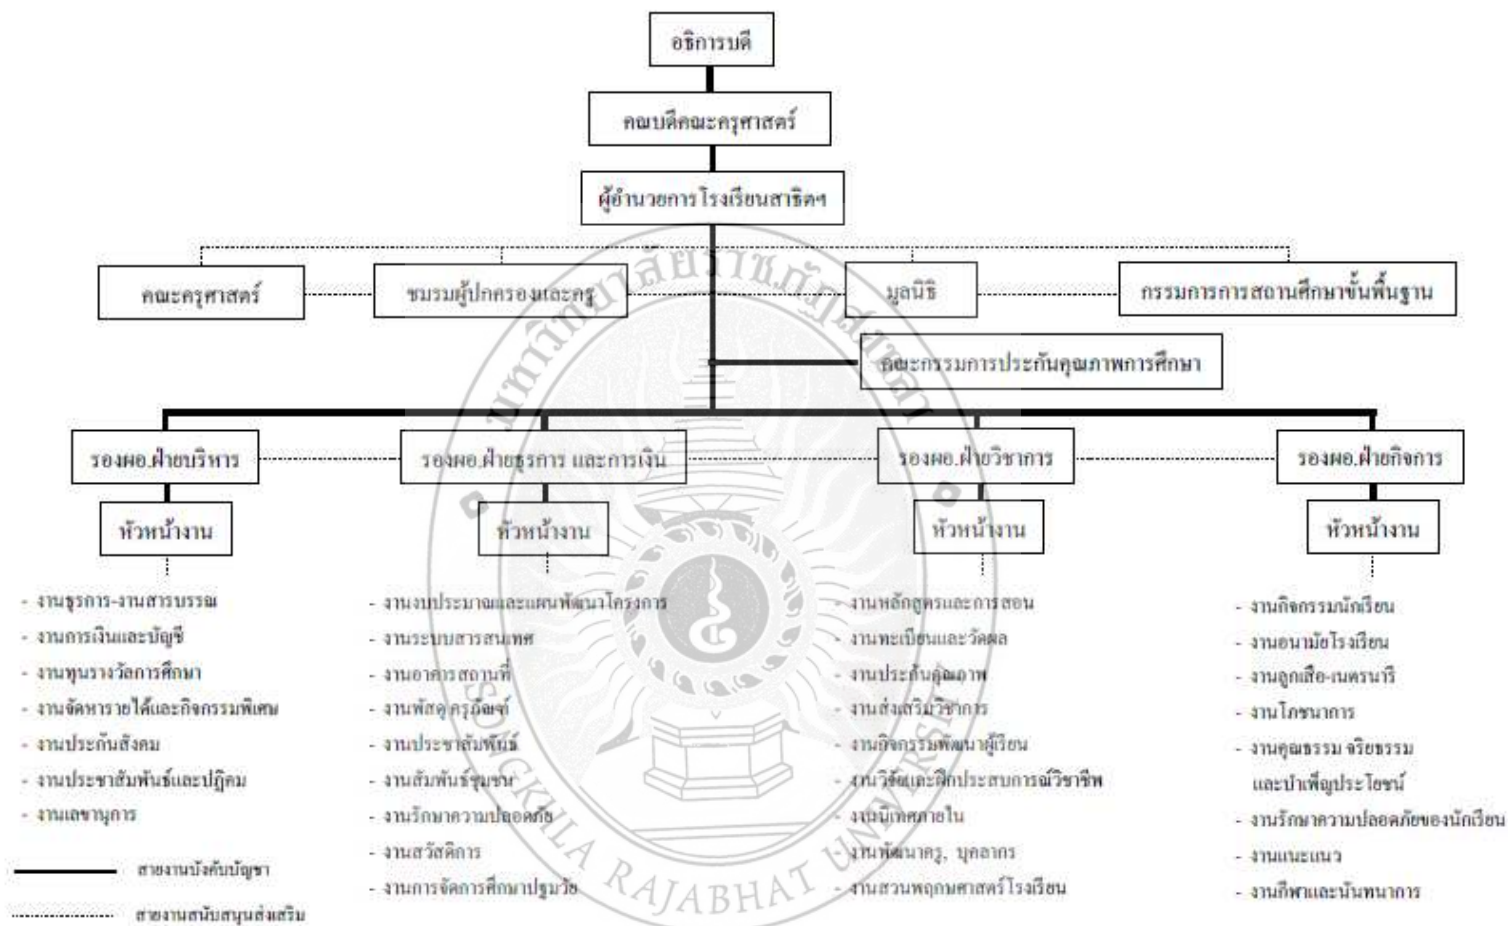 อธิการบดี
คณบดีคณะครุศาสตร์
ผู้อำนวยการโรงเรียนสาธิตฯ
คณะครุศาสตร์
ชมรมผู้ปกครองและครู
มูลนิธิ
กรรมการการสถานศึกษาขั้นพื้นฐาน
คณะกรรมการประกันคุณภาพการศึกษา
รองผอ.ฝ่ายบริหาร
รองผอ.ฝ่ายธุรการ และการเงิน
รองผอ.ฝ่ายวิชาการ
รองผอ.ฝ่ายกิจการ
หัวหน้างาน
หัวหน้างาน
หัวหน้างาน
หัวหน้างาน
- งานธุรการ-งานสารบรรณ
- งานการเงินและบัญชี
- งานทุนรางวัลการศึกษา
- งานจัดหารายได้และกิจกรรมพิเศษ
- งานประกันสังคม
- งานประชาสัมพันธ์และปฏิคม
- งานเลขานุการ
- งานงบประมาณและแผนพัฒนาโครงการ
- งานระบบสารสนเทศ
- งานอาคารสถานที่
- งานพัสดุ ครุภัณฑ์
- งานประชาสัมพันธ์
- งานสัมพันธ์ชุมชน
- งานรักษาความปลอดภัย
- งานสวัสดิการ
- งานการจัดการศึกษาปฐมวัย
- งานหลักสูตรและการสอน
- งานทะเบียนและวัดผล
- งานประกันคุณภาพ
- งานส่งเสริมวิชาการ
- งานกิจกรรมพัฒนาผู้เรียน
- งานวิจัยและฝึกประสบการณ์วิชาชีพ
- งานนิเทศภายใน
- งานพัฒนาครู, บุคลากร
- งานสวนพฤกษศาสตร์โรงเรียน
- งานกิจกรรมนักเรียน
- งานอนามัยโรงเรียน
- งานลูกเสือ-เนตรนารี
- งานโภชนาการ
- งานคุณธรรม จริยธรรม
และบำเพ็ญประโยชน์
- งานรักษาความปลอดภัยของนักเรียน
- งานแนะแนว
- งานกีฬาและนันทนาการ
สายงานบังคับบัญชา
สายงานสนับสนุนส่งเสริม
มหาวิทยาลัยราชภัฏสงขลา
SONGKHLA RAJABHAT UNIVERSITY